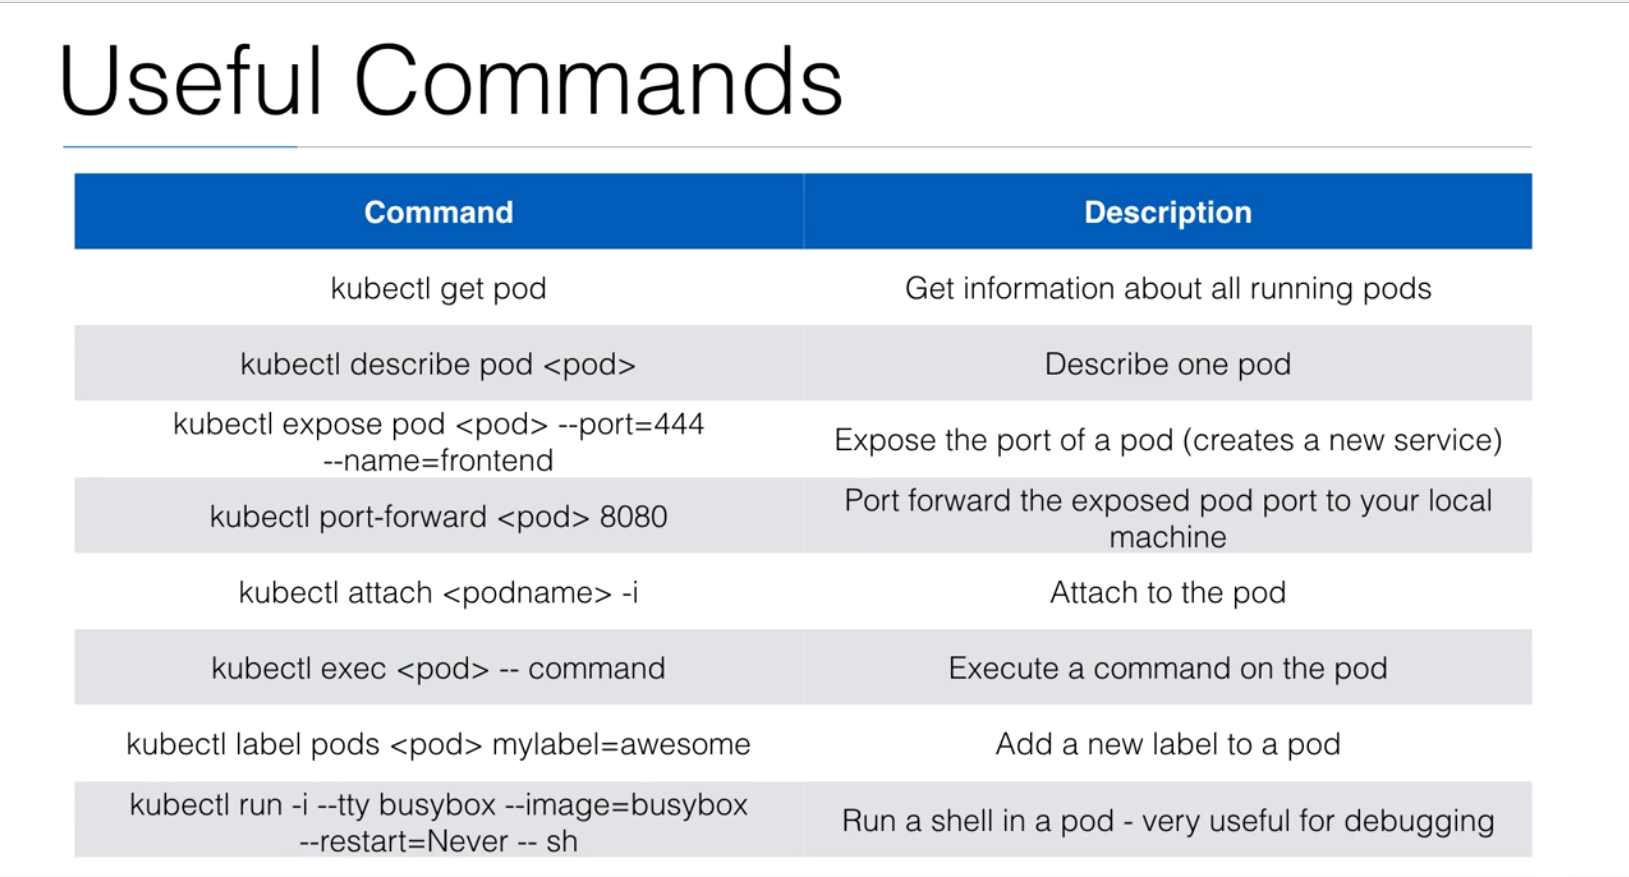 Useful Commands
Command
Description
kubectl get pod
Get information about all running pods
kubectl describe pod <pod>
Describe one pod
kubectl expose pod <pod> --port=444
--name=frontend
Expose the port of a pod (creates a new service)
kubectl port-forward <pod> 8080
Port forward the exposed pod port to your local
machine
kubectl attach <podname> -i
Attach to the pod
kubectl exec <pod> -- command
Execute a command on the pod
kubectl label pods <pod> mylabel=awesome
Add a new label to a pod
kubectl run -i --tty busybox --image=busybox
--restart=Never -- sh
Run a shell in a pod - very useful for debugging